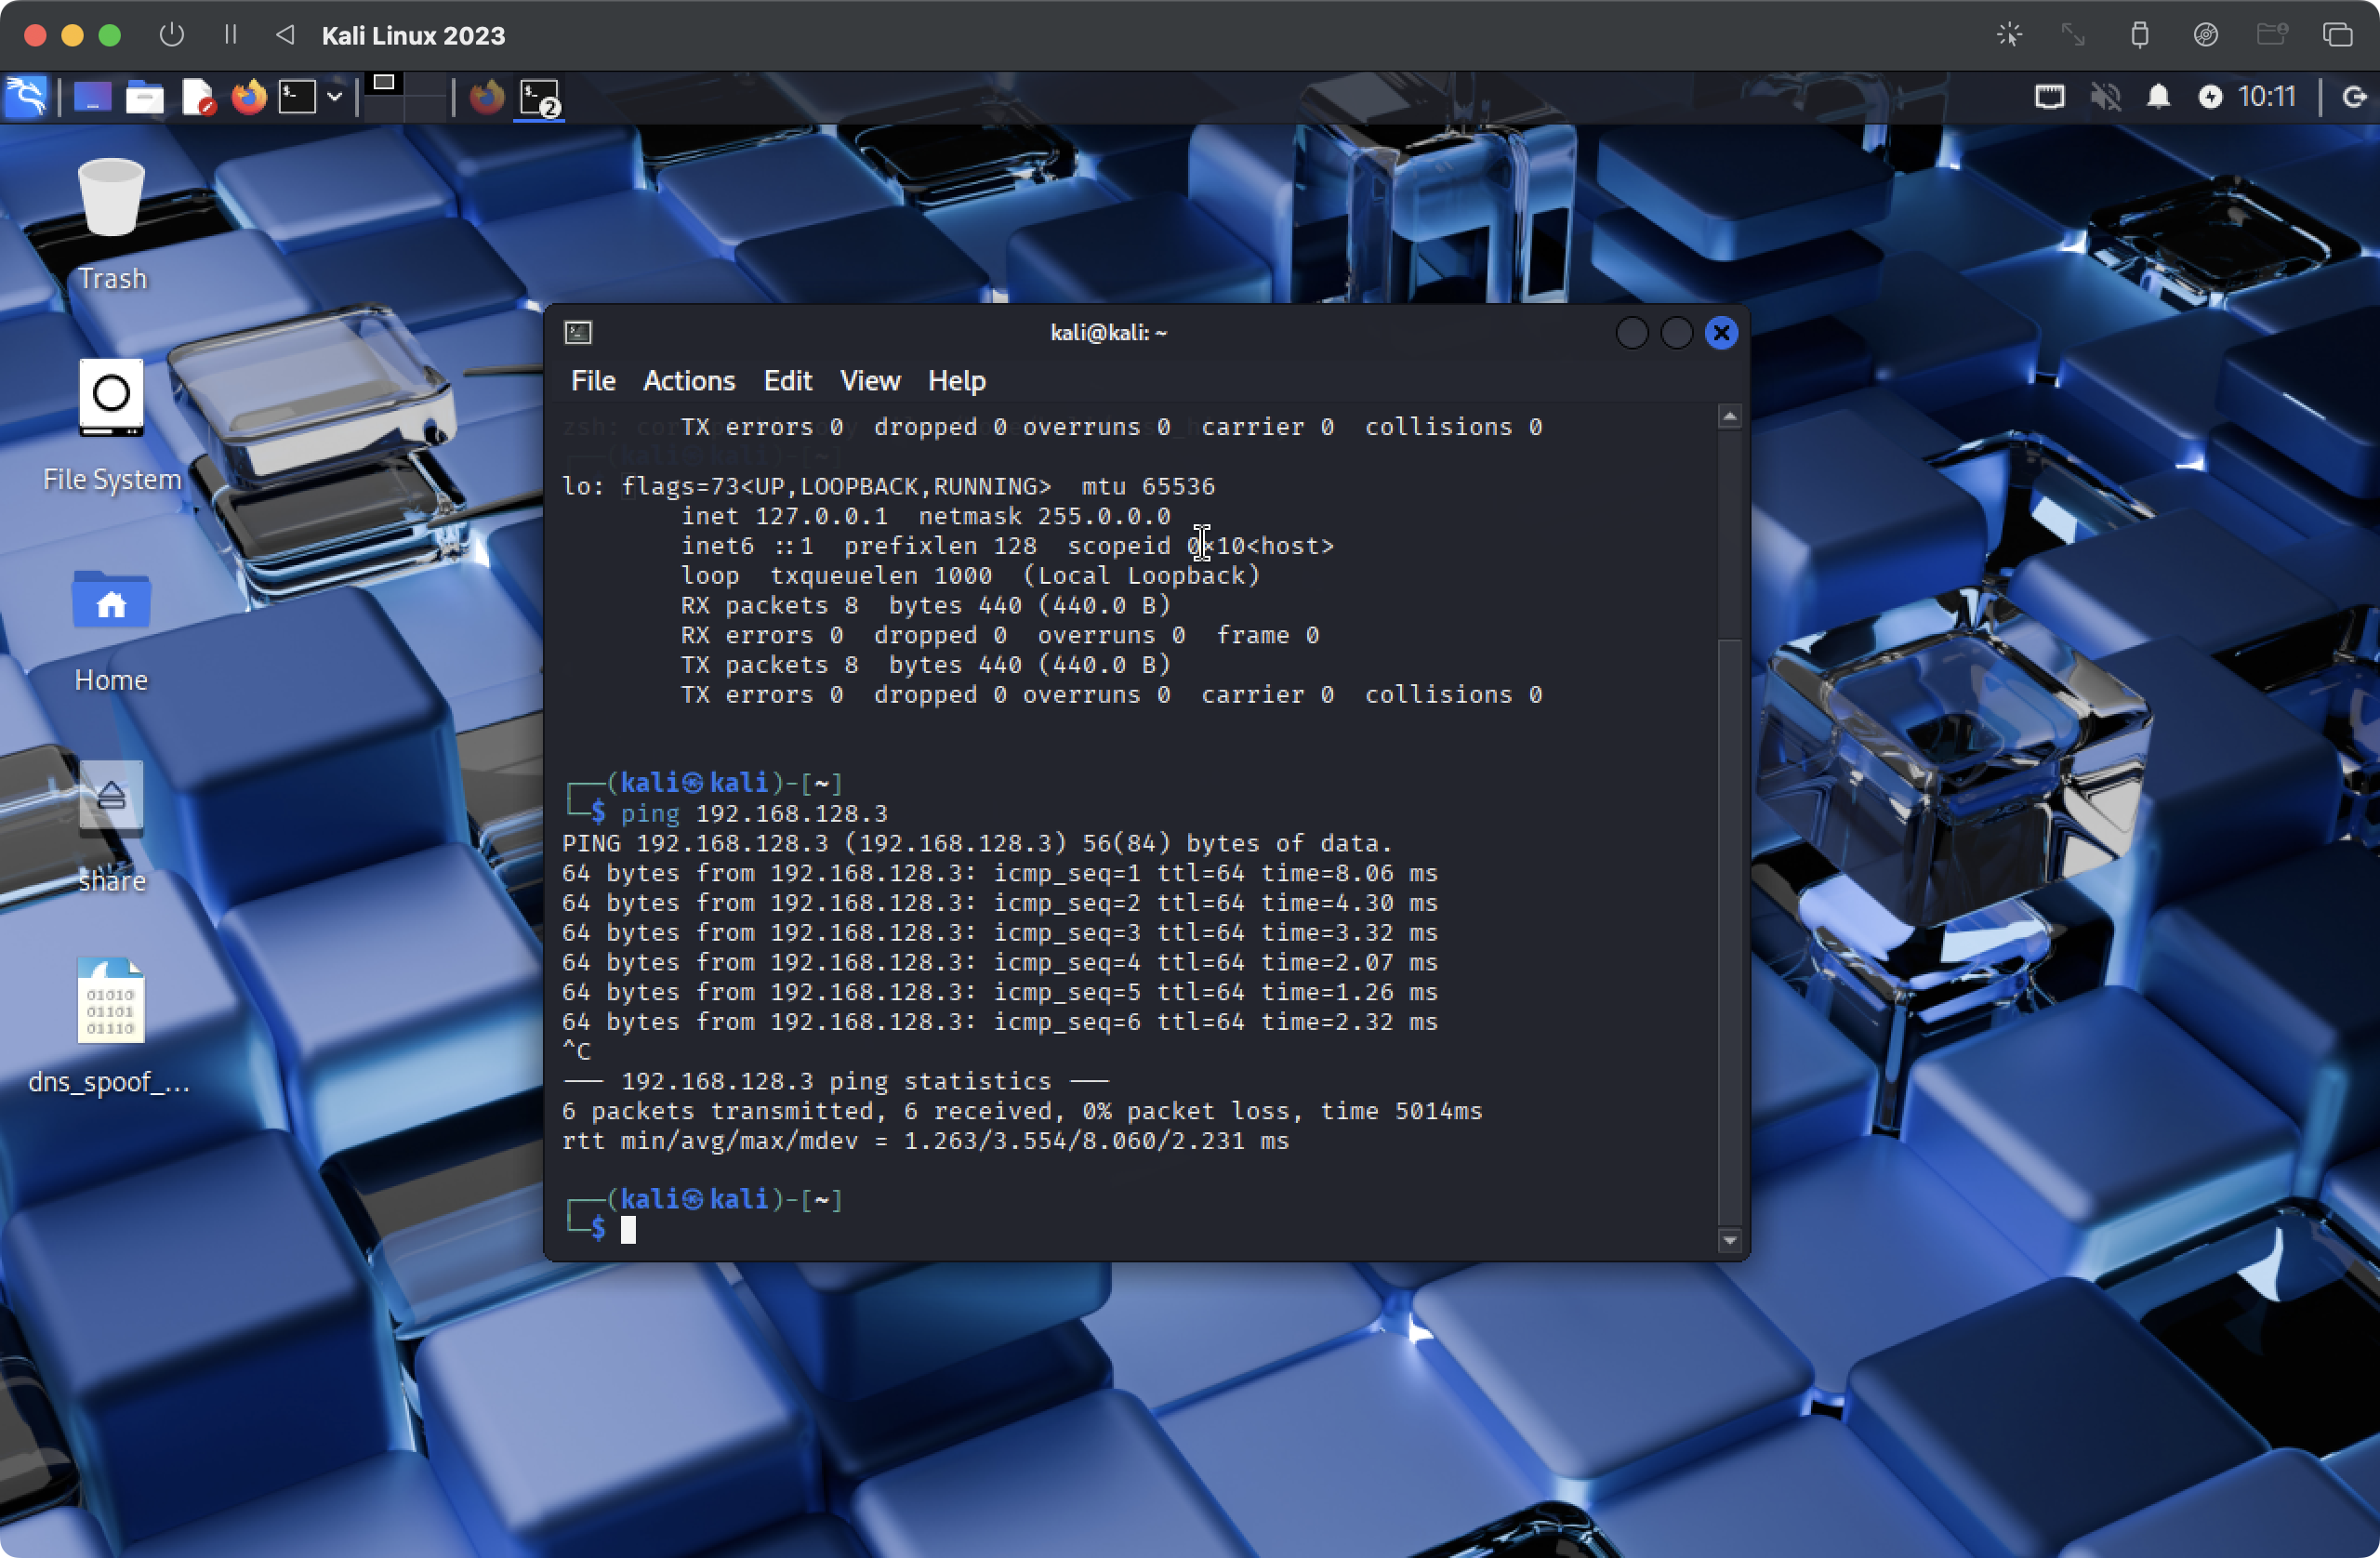 Kali Linux 2023
2
10:11
Trash
File System
Home
share
01010
01101
01110
dns_spoof_...
kali@kali: ~
File Actions Edit View Help
TX errors 0  dropped 0 overruns 0  carrier 0  collisions 0
lo: flags=73<UP,LOOPBACK,RUNNING>  mtu 65536
inet 127.0.0.1  netmask 255.0.0.0
inet6 ::1  prefixlen 128  scopeid 0×10<host>
loop  txqueuelen 1000  (Local Loopback)
RX packets 8  bytes 440 (440.0 B)
RX errors 0  dropped 0  overruns 0  frame 0
TX packets 8  bytes 440 (440.0 B)
TX errors 0  dropped 0 overruns 0  carrier 0  collisions 0
┌──(kali㉿kali)-[~]
└─$ ping 192.168.128.3
PING 192.168.128.3 (192.168.128.3) 56(84) bytes of data.
64 bytes from 192.168.128.3: icmp_seq=1 ttl=64 time=8.06 ms
64 bytes from 192.168.128.3: icmp_seq=2 ttl=64 time=4.30 ms
64 bytes from 192.168.128.3: icmp_seq=3 ttl=64 time=3.32 ms
64 bytes from 192.168.128.3: icmp_seq=4 ttl=64 time=2.07 ms
64 bytes from 192.168.128.3: icmp_seq=5 ttl=64 time=1.26 ms
64 bytes from 192.168.128.3: icmp_seq=6 ttl=64 time=2.32 ms
^C
─── 192.168.128.3 ping statistics ───
6 packets transmitted, 6 received, 0% packet loss, time 5014ms
rtt min/avg/max/mdev = 1.263/3.554/8.060/2.231 ms
┌──(kali㉿kali)-[~]
└─$